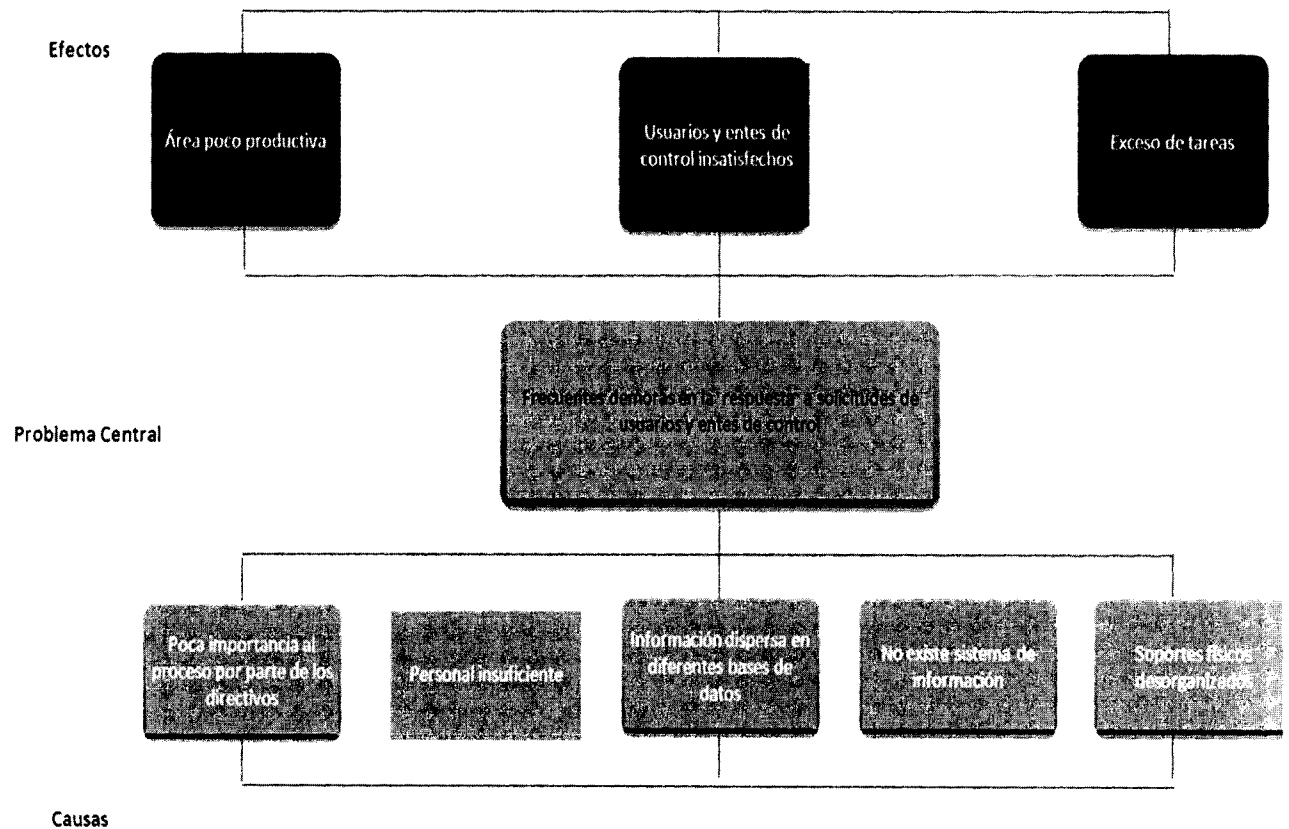 Efectos
Área poco productiva
Usuarios y entes de
control insatisfechos
Exceso de tareas
Problema Central
Frecuentes demoras en la respuesta a solicitudes de
usuarios y entes de control
Poca importancia al
proceso por parte de los
directivos
Personal insuficiente
Información dispersa en
diferentes bases de
datos
No existe sistema de
información
Soportes físicos
desorganizados
Causas